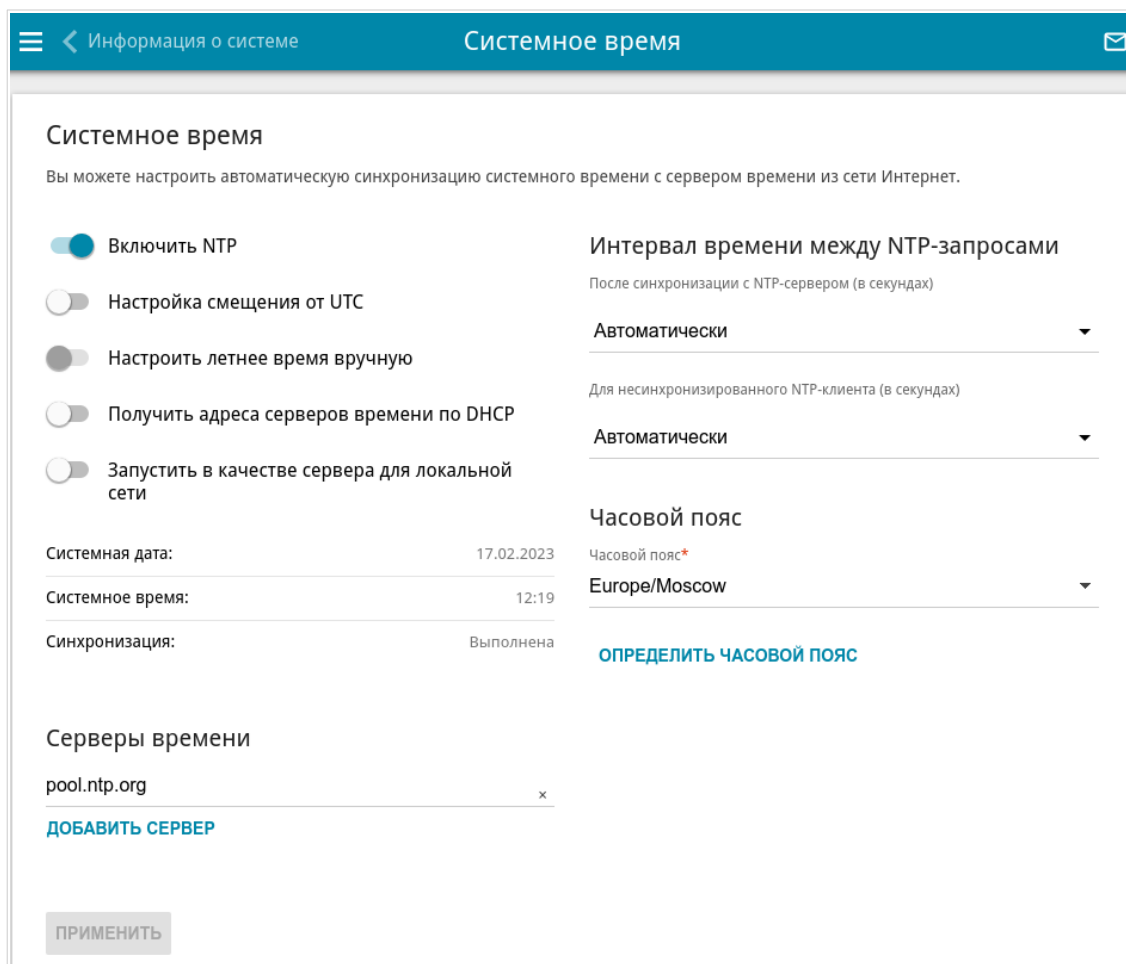 Информация о системе
Системное время
Системное время
Вы можете настроить автоматическую синхронизацию системного времени с сервером времени из сети Интернет.
Включить NTP
Настройка смещения от UTC
Настроить летнее время вручную
Получить адреса серверов времени по DHCP
Запустить в качестве сервера для локальной
сети
Системная дата: 17.02.2023
Системное время: 12:19
Синхронизация: Выполнена
Серверы времени
pool.ntp.org ×
ДОБАВИТЬ СЕРВЕР
Интервал времени между NTP-запросами
После синхронизации с NTP-сервером (в секундах)
Автоматически
Для несинхронизированного NTP-клиента (в секундах)
Автоматически
Часовой пояс
Часовой пояс*
Europe/Moscow
ОПРЕДЕЛИТЬ ЧАСОВОЙ ПОЯС
ПРИМЕНИТЬ